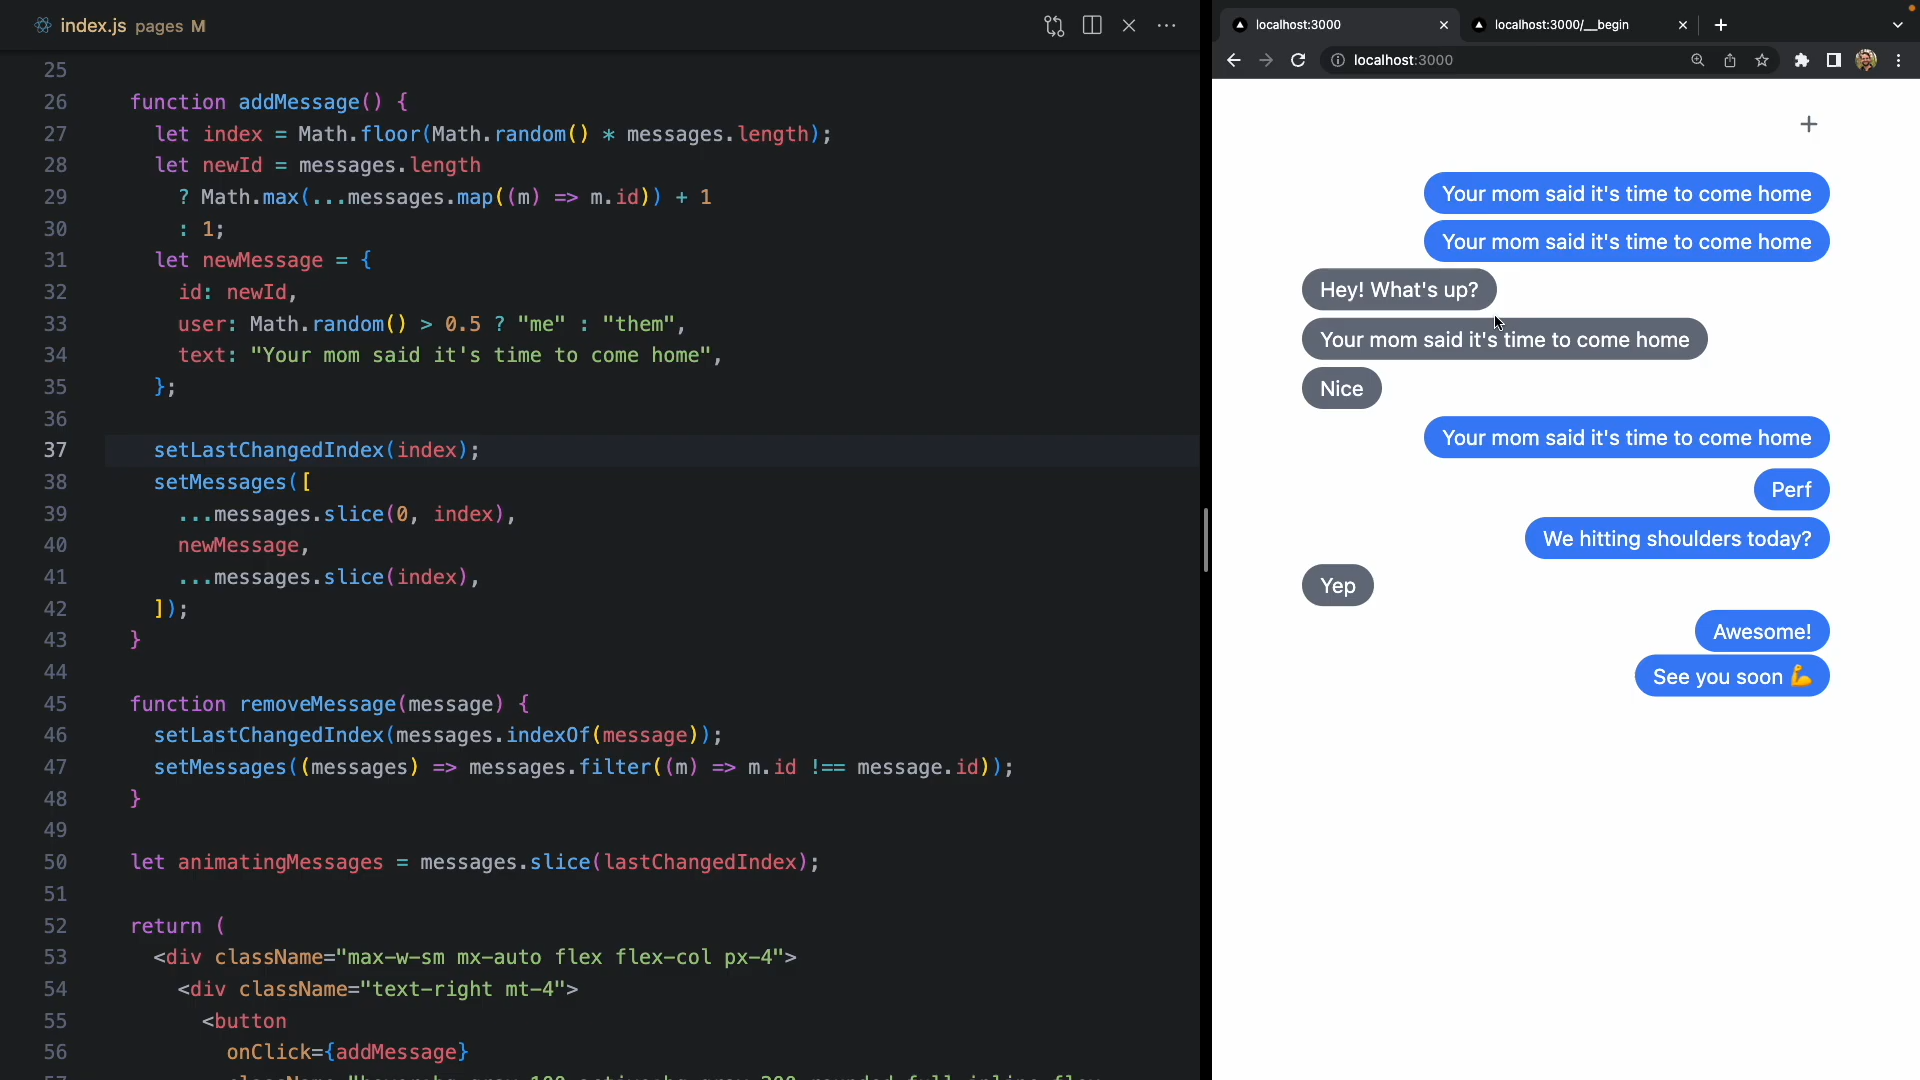 index.js pages M
25
26 function addMessage() {
27 let index = Math.floor(Math.random() * messages.length);
28 let newId = messages.length
29 ? Math.max(...messages.map((m) => m.id)) + 1
30 : 1;
31 let newMessage = {
32 id: newId,
33 user: Math.random() > 0.5 ? "me" : "them",
34 text: "Your mom said it's time to come home",
35 };
36
37 setLastChangedIndex(index);
38 setMessages([
39 ...messages.slice(0, index),
40 newMessage,
41 ...messages.slice(index),
42 ]);
43 }
44
45 function removeMessage(message) {
46 setLastChangedIndex(messages.indexOf(message));
47 setMessages((messages) => messages.filter((m) => m.id !== message.id));
48 }
49
50 let animatingMessages = messages.slice(lastChangedIndex);
51
52 return (
53 <div className="max-w-sm mx-auto flex flex-col px-4">
54 <div className="text-right mt-4">
55 <button
56 onClick={addMessage}
localhost:3000
localhost:3000/__begin
localhost:3000
Your mom said it's time to come home
Your mom said it's time to come home
Hey! What's up?
Your mom said it's time to come home
Nice
Your mom said it's time to come home
Perf
We hitting shoulders today?
Yep
Awesome!
See you soon 💪